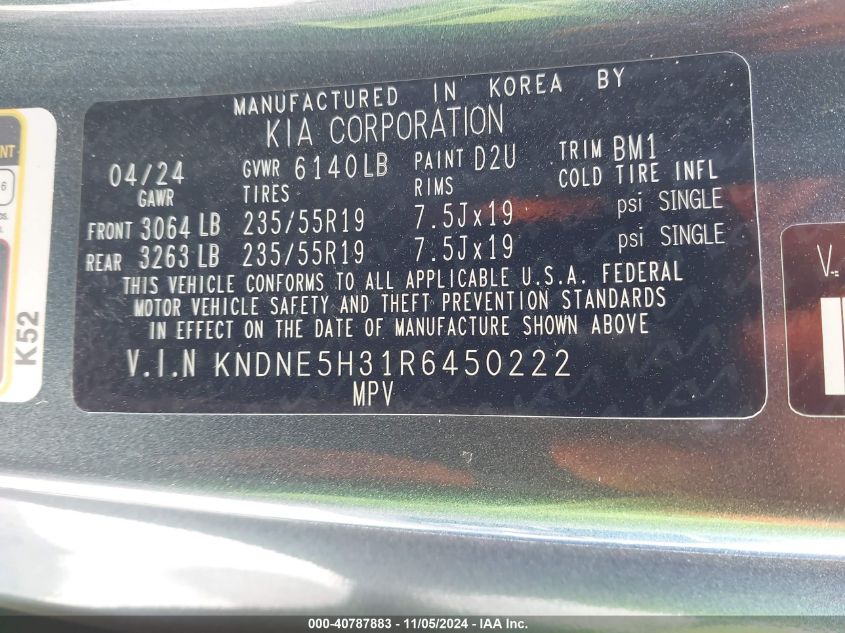 MANUFACTURED IN KOREA BY
KIA CORPORATION
04/24 GVWR 6140LB PAINT D2U TRIM BM1
GAWR TIRES RIMS COLD TIRE INFL
FRONT 3064 LB 235/55R19 7.5Jx19 psi SINGLE
REAR 3263 LB 235/55R19 7.5Jx19 psi SINGLE
THIS VEHICLE CONFORMS TO ALL APPLICABLE U.S.A. FEDERAL
MOTOR VEHICLE SAFETY AND THEFT PREVENTION STANDARDS
IN EFFECT ON THE DATE OF MANUFACTURE SHOWN ABOVE
V.I.N KNDNE5H31R6450222
MPV
K52
6
000-40787883 | 11/05/2024 | IAA Inc.